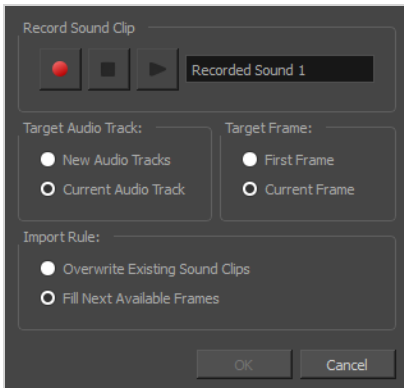 Record Sound Clip
Recorded Sound 1
Target Audio Track:
Target Frame:
New Audio Tracks
First Frame
Current Audio Track
Current Frame
Import Rule:
Overwrite Existing Sound Clips
Fill Next Available Frames
OK
Cancel